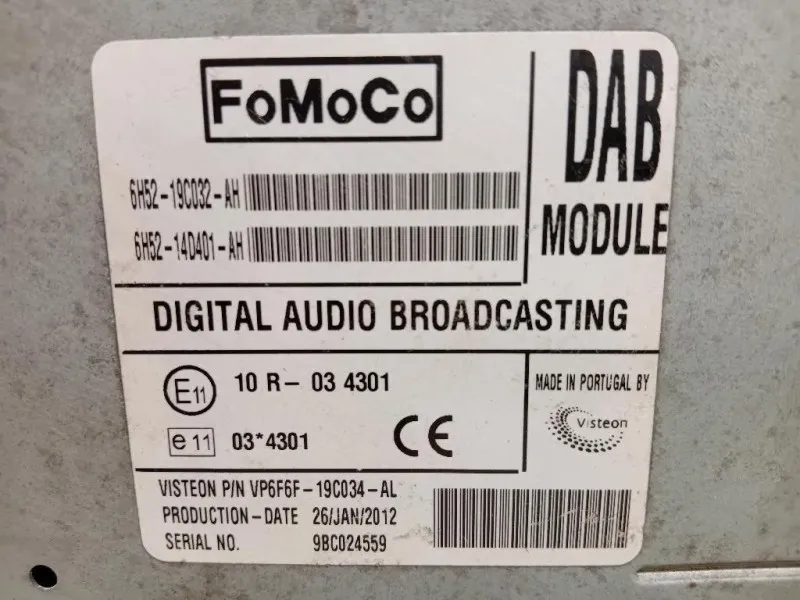 FoMoCo
DAB
MODULE
6H52-19C032-AH
6H52-14D401-AH
DIGITAL AUDIO BROADCASTING
E11 10 R- 03 4301
e 11 03*4301
CE
MADE IN PORTUGAL BY
Visteon
VISTEON P/N VP6F6F-19C034-AL
PRODUCTION-DATE 26/JAN/2012
SERIAL NO. 9BC024559